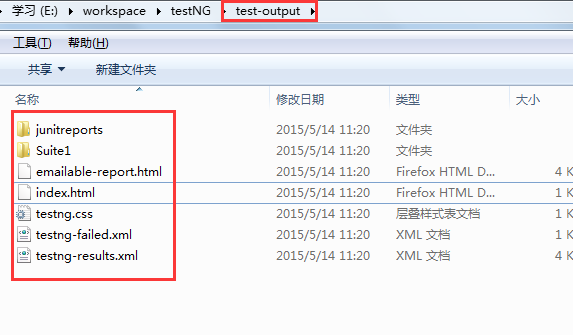 学习 (E:) workspace testNG test-output
工具(T) 帮助(H)
共享 新建文件夹
名称 修改日期 类型 大小
junitreports 2015/5/14 11:20 文件夹
Suite1 2015/5/14 11:20 文件夹
emailable-report.html 2015/5/14 11:20 Firefox HTML D... 4 K
index.html 2015/5/14 11:20 Firefox HTML D... 1 K
testng.css 2015/5/14 11:20 层叠样式表文档 1 K
testng-failed.xml 2015/5/14 11:20 XML 文档 1 K
testng-results.xml 2015/5/14 11:20 XML 文档 4 K